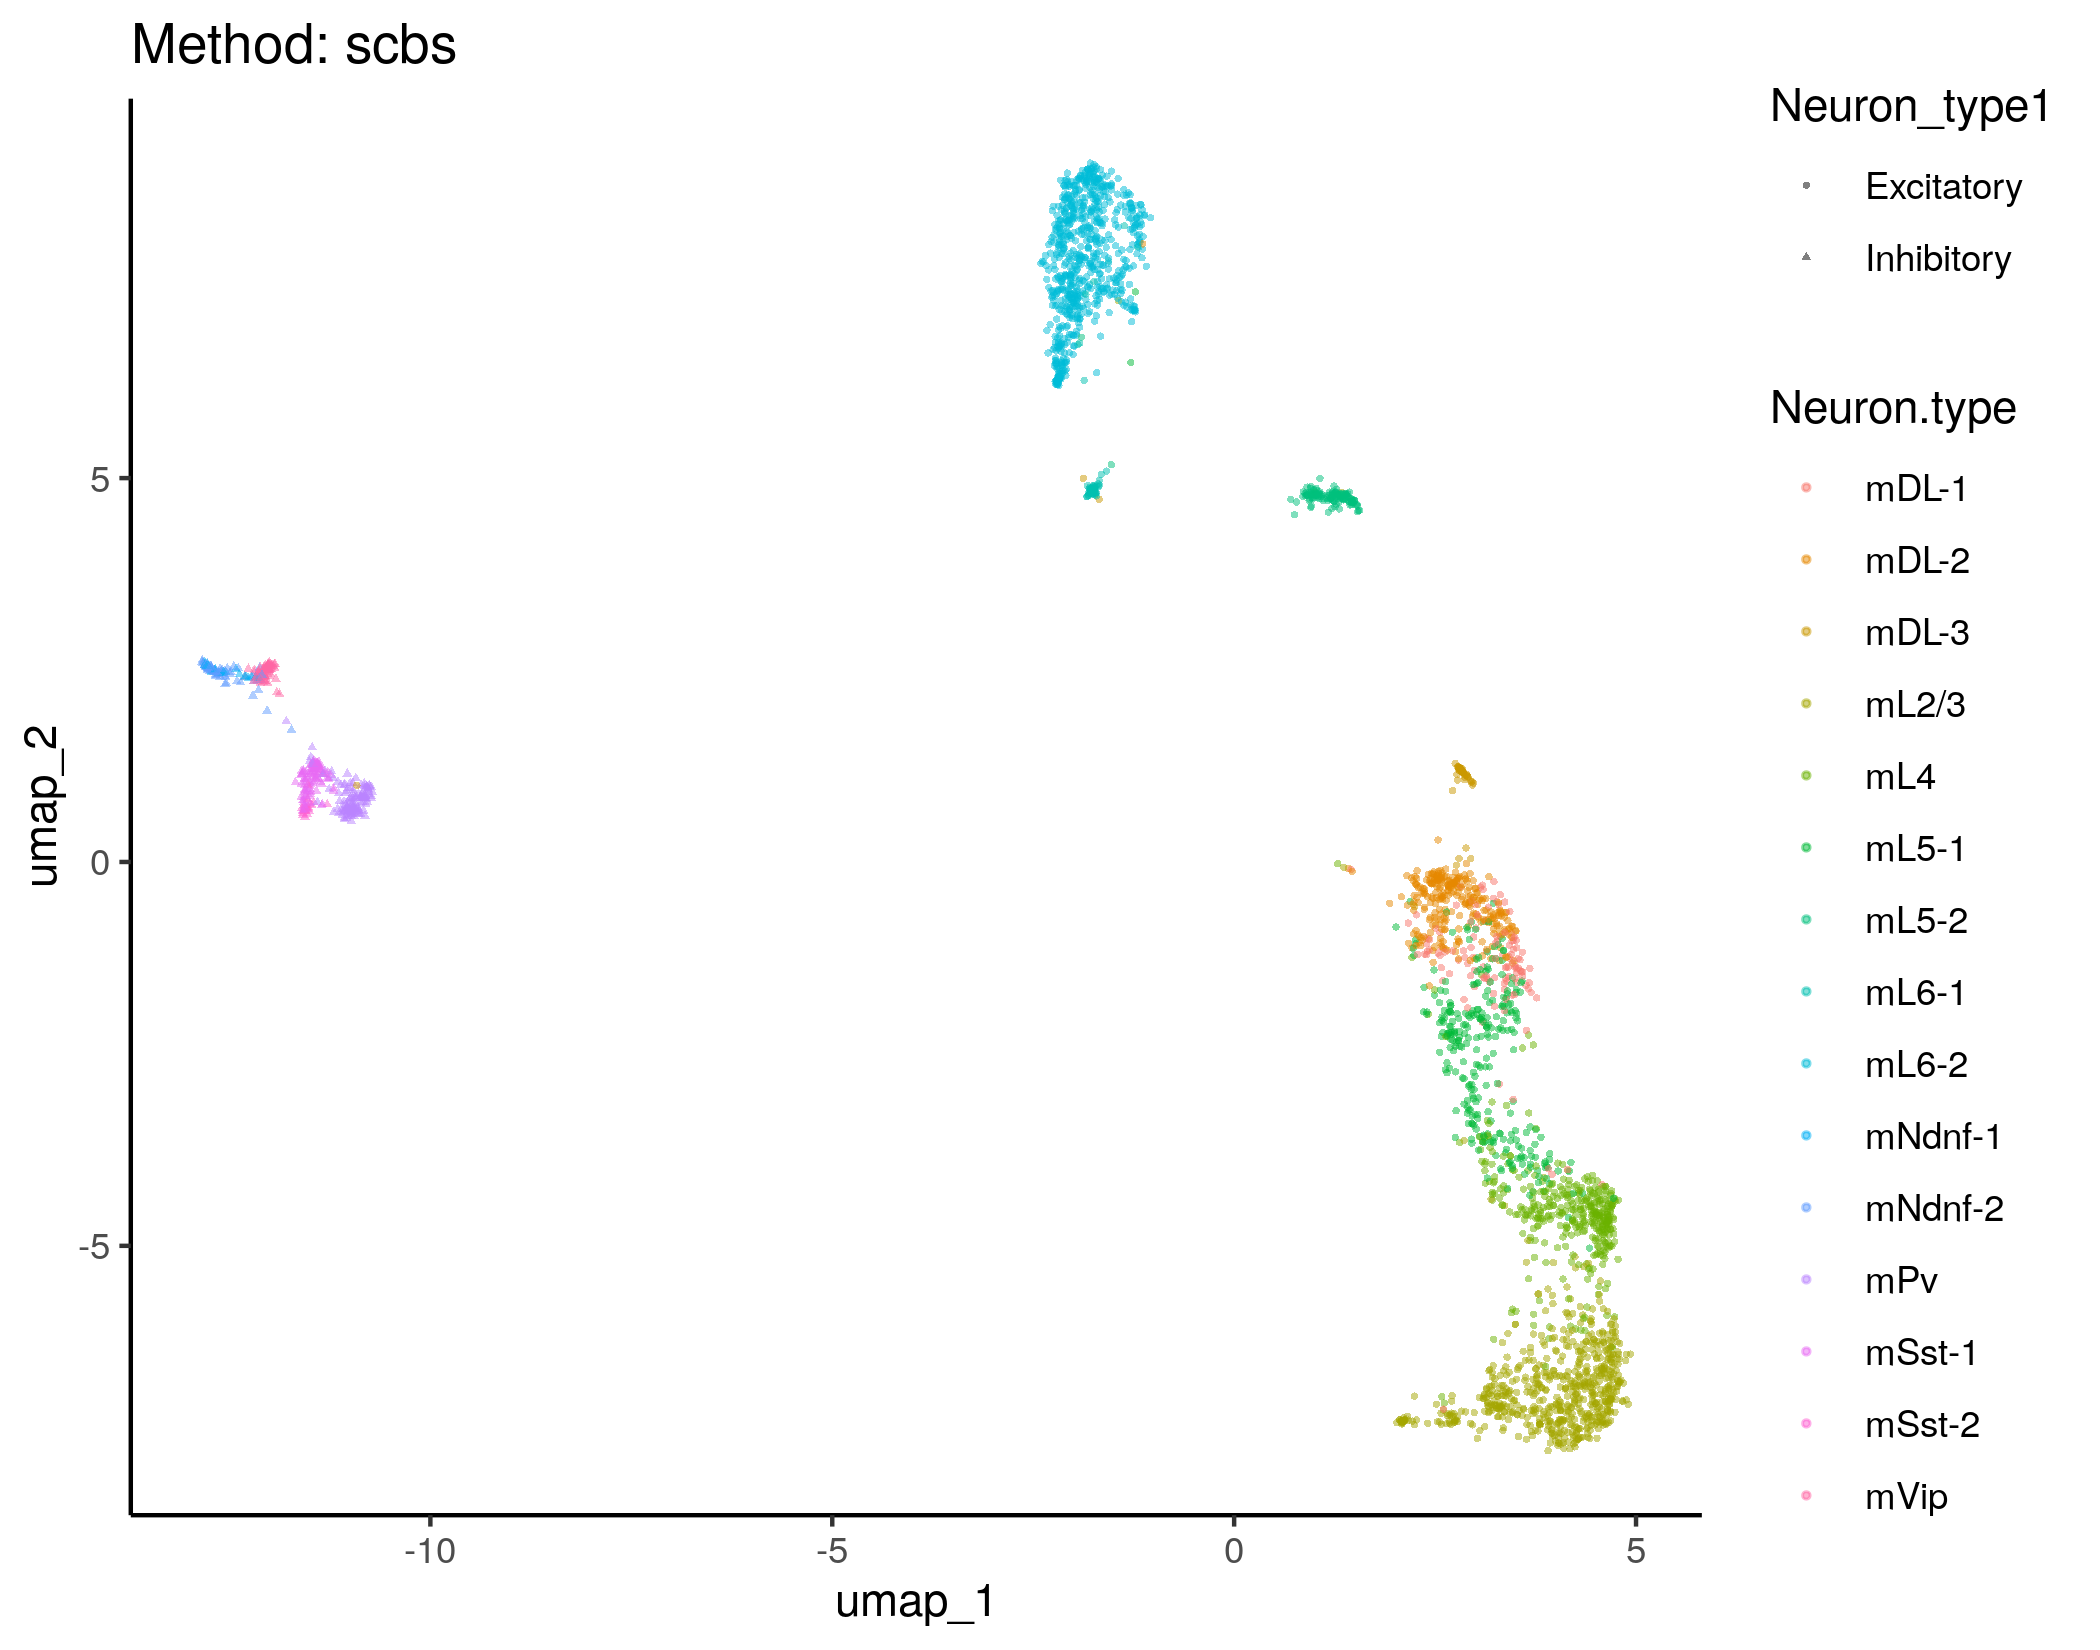 Method: scbs
Neuron_type1
Excitatory
Inhibitory
Neuron.type
mDL-1
mDL-2
mDL-3
mL2/3
mL4
mL5-1
mL5-2
mL6-1
mL6-2
mNdnf-1
mNdnf-2
mPv
mSst-1
mSst-2
mVip
umap_2
5
0
-5
-10
-5
0
5
umap_1